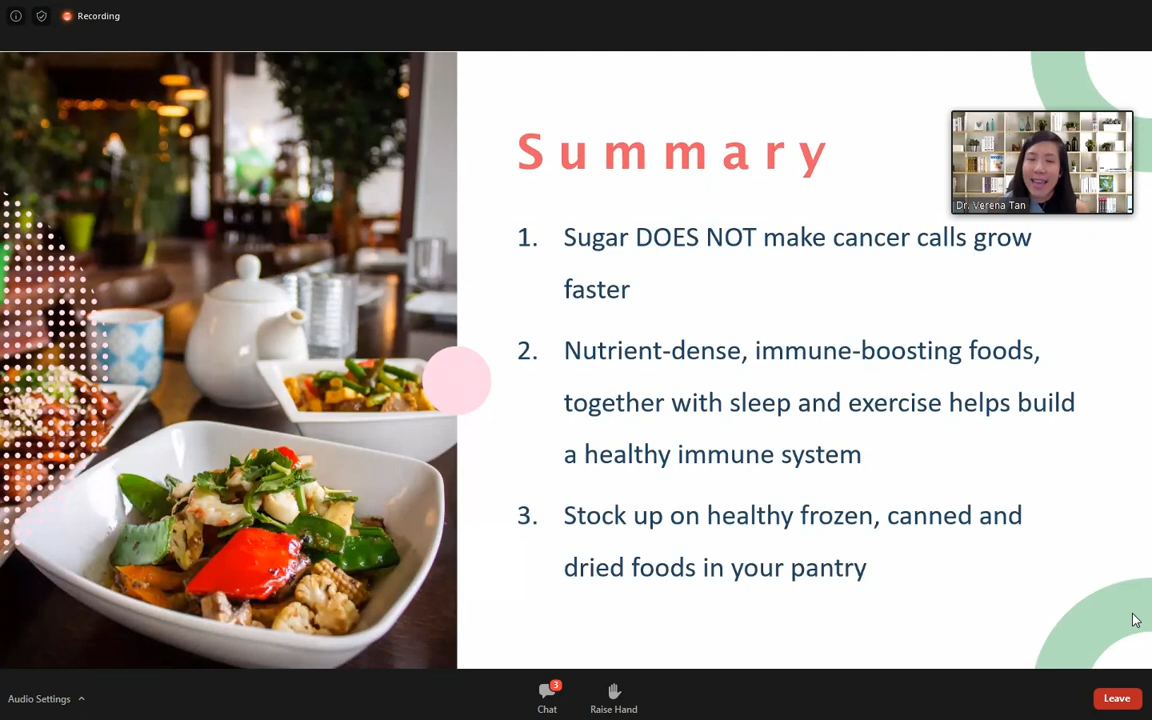 Recording
Summary
Dr. Verena Tan
1. Sugar DOES NOT make cancer calls grow
faster
2. Nutrient-dense, immune-boosting foods,
together with sleep and exercise helps build
a healthy immune system
3. Stock up on healthy frozen, canned and
dried foods in your pantry
Audio Settings
3
Chat
Raise Hand
Leave